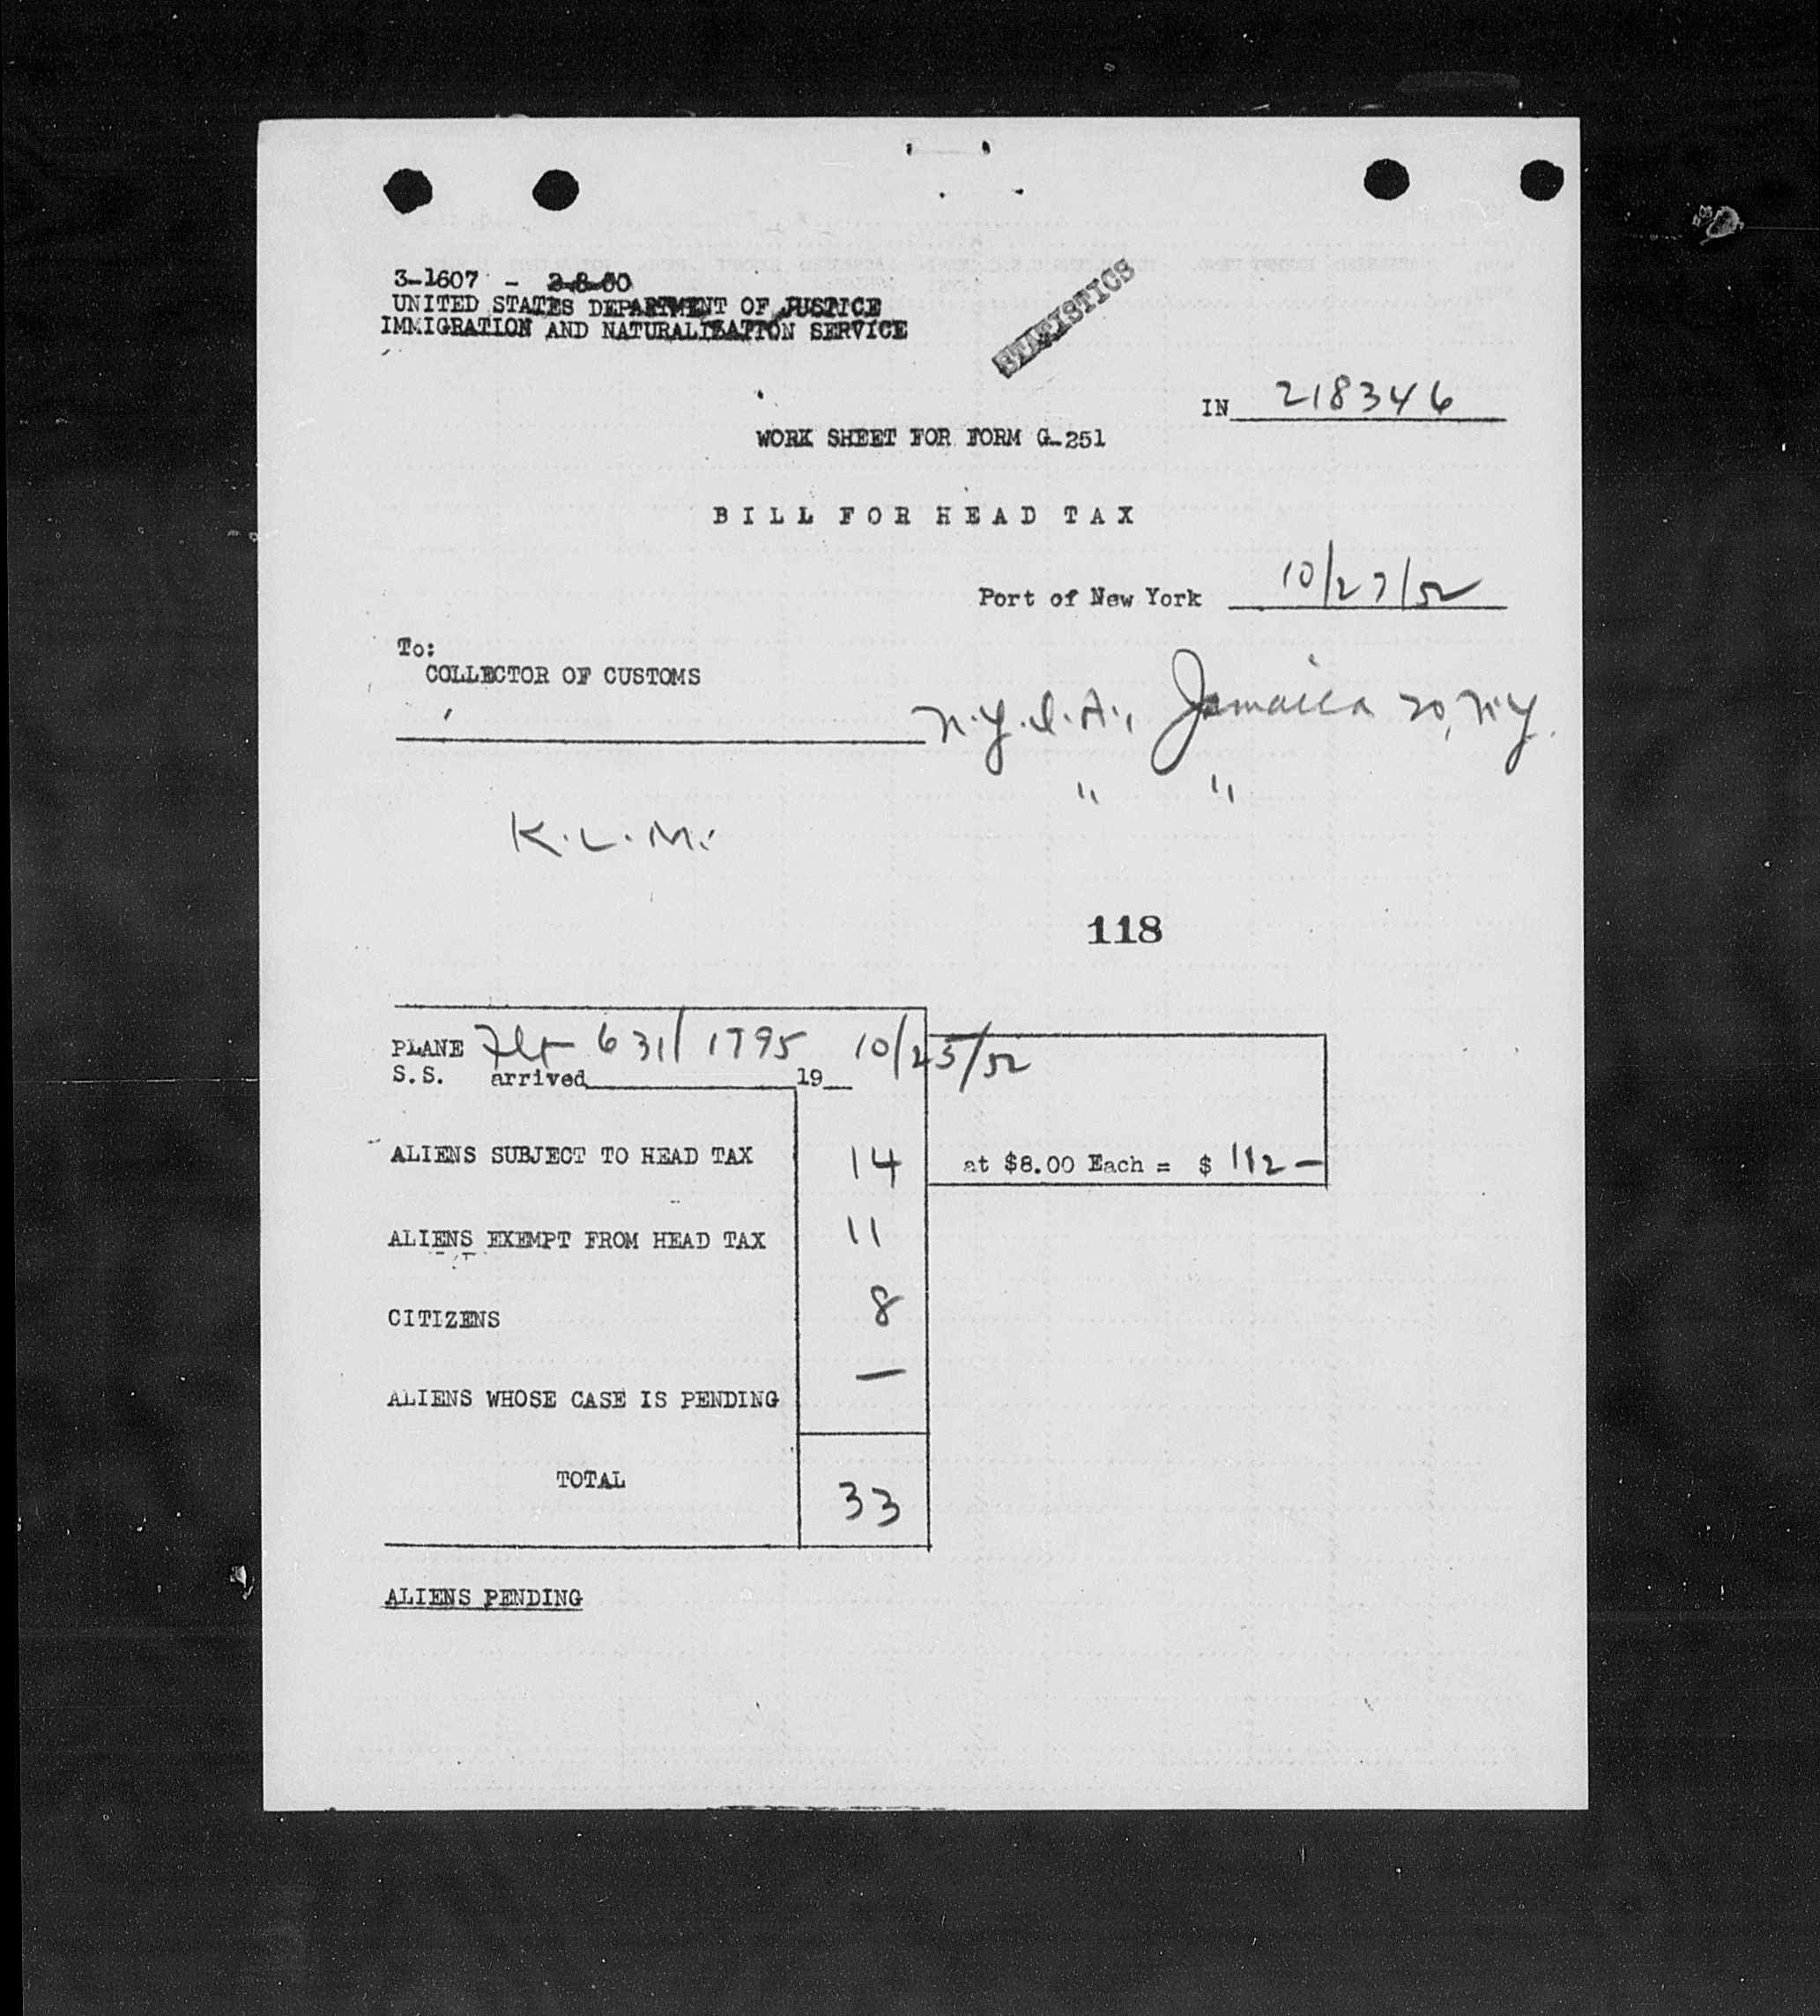 3-1607 - 2-8-60
UNITED STATES DEPARTMENT OF JUSTICE
IMMIGRATION AND NATURALIZATION SERVICE
STATISTICS
IN 218346
WORK SHEET FOR FORM G-251
BILL FOR HEAD TAX
Port of New York 10/27/52
To:
COLLECTOR OF CUSTOMS
N.Y.I.A., Jamaica 30, N.Y.
" "
K.L.M.
118
PLANE Flt 631/1795 10/25/52
S.S. arrived 19
ALIENS SUBJECT TO HEAD TAX 14 at $8.00 Each = $ 112 —
ALIENS EXEMPT FROM HEAD TAX 11
CITIZENS 8
ALIENS WHOSE CASE IS PENDING —
TOTAL 33
ALIENS PENDING